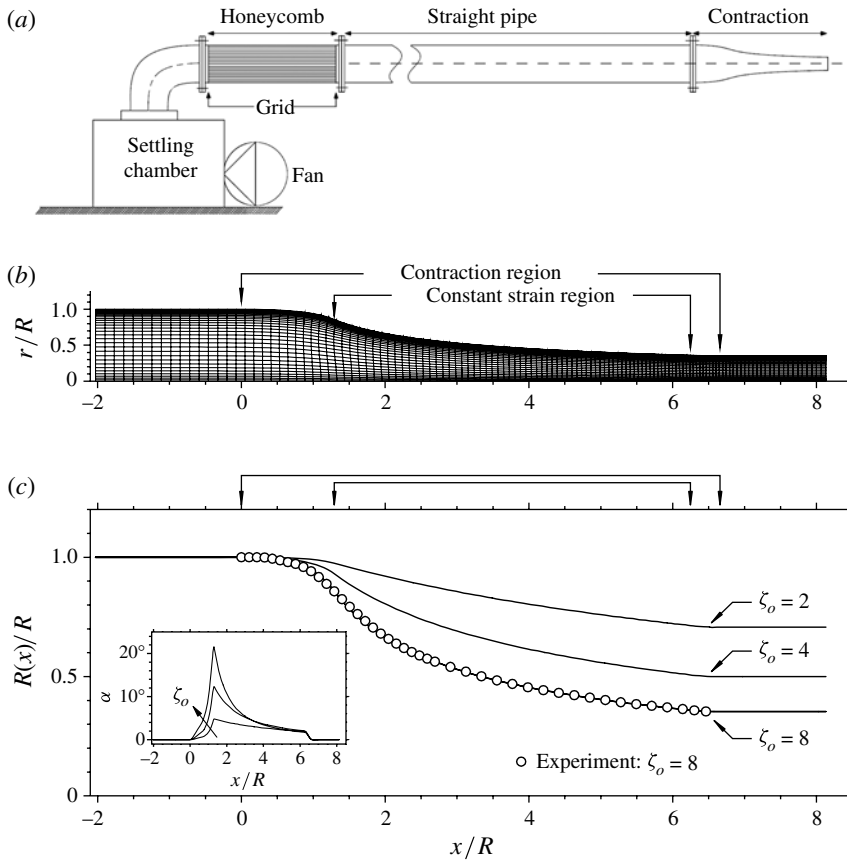 (a)
Honeycomb
Straight pipe
Contraction
Grid
Settling
chamber
Fan
(b)
Contraction region
Constant strain region
r/R
1.0
0.5
0
–2
0
2
4
6
8
(c)
R(x)/R
1.0
0.5
0
ζo = 2
ζo = 4
ζo = 8
Experiment: ζo = 8
α
20°
10°
0
ζo
–2
0
2
4
6
8
x/R
–2
0
2
4
6
8
x/R